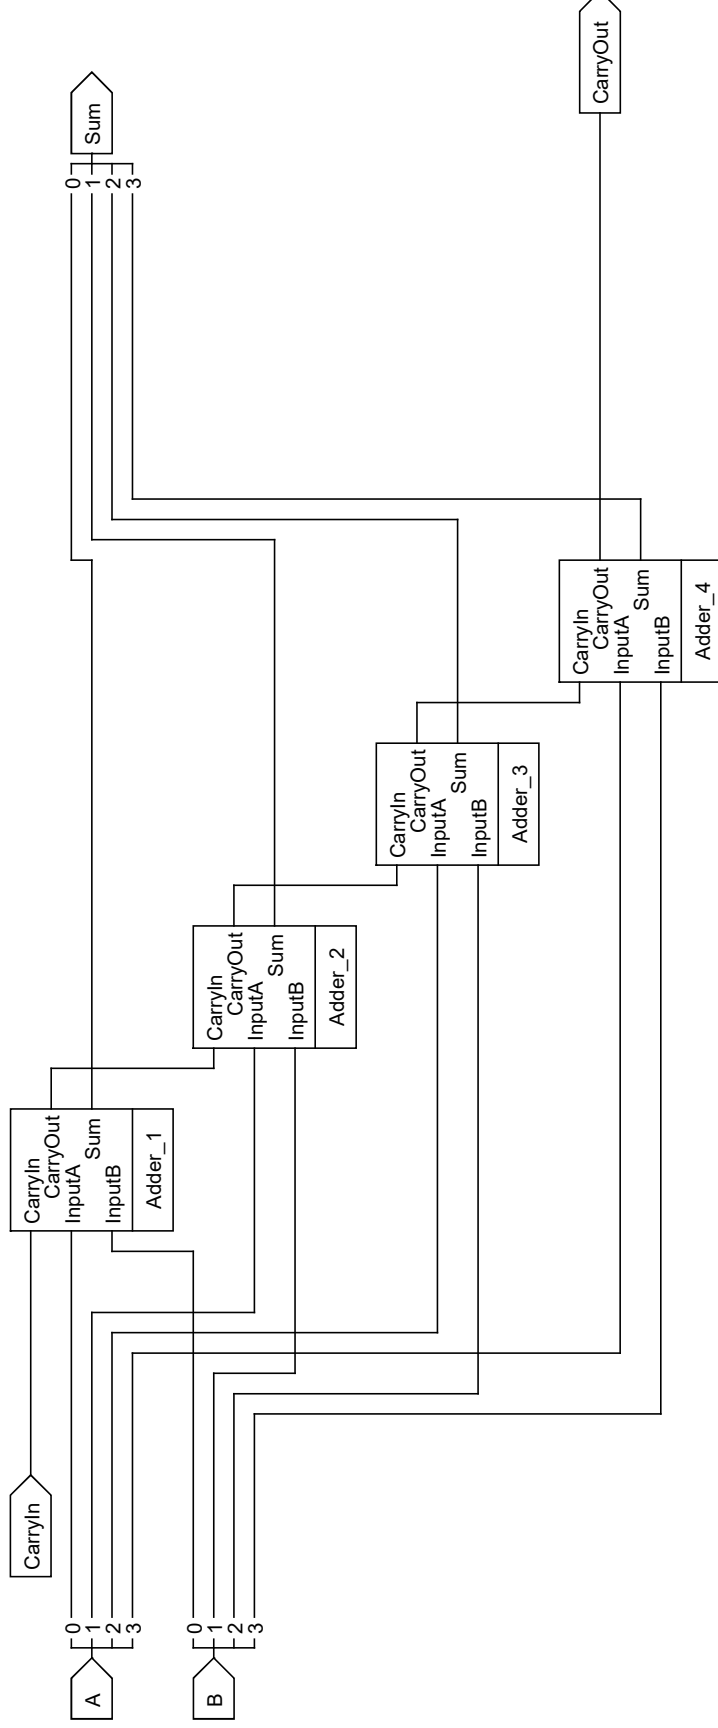 A
0
1
2
3
B
0
1
2
3
CarryIn
CarryIn
CarryOut
InputA
Sum
InputB
Adder_1
CarryIn
CarryOut
InputA
Sum
InputB
Adder_2
CarryIn
CarryOut
InputA
Sum
InputB
Adder_3
CarryIn
CarryOut
InputA
Sum
InputB
Adder_4
0
1
2
3
Sum
CarryOut